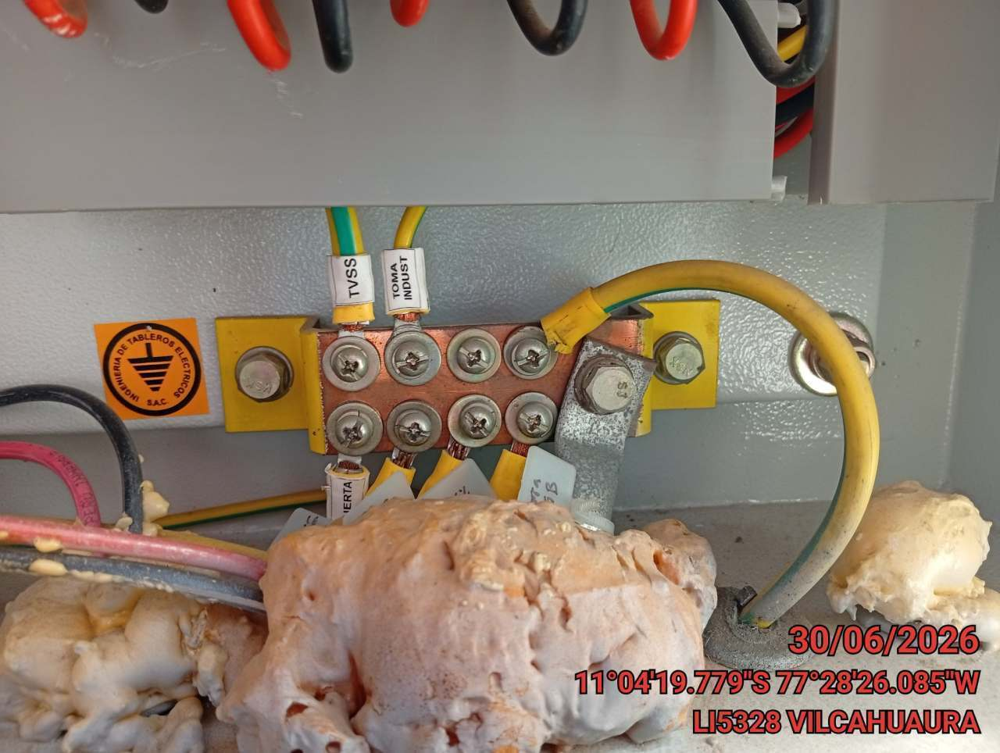 TVSS
TOMA
INDUST
INGENIERIA DE TABLEROS ELECTRICOS
S.A.C.
ERTA
30/06/2026
11°04'19.779"S 77°28'26.085"W
LI5328 VILCAHUAURA